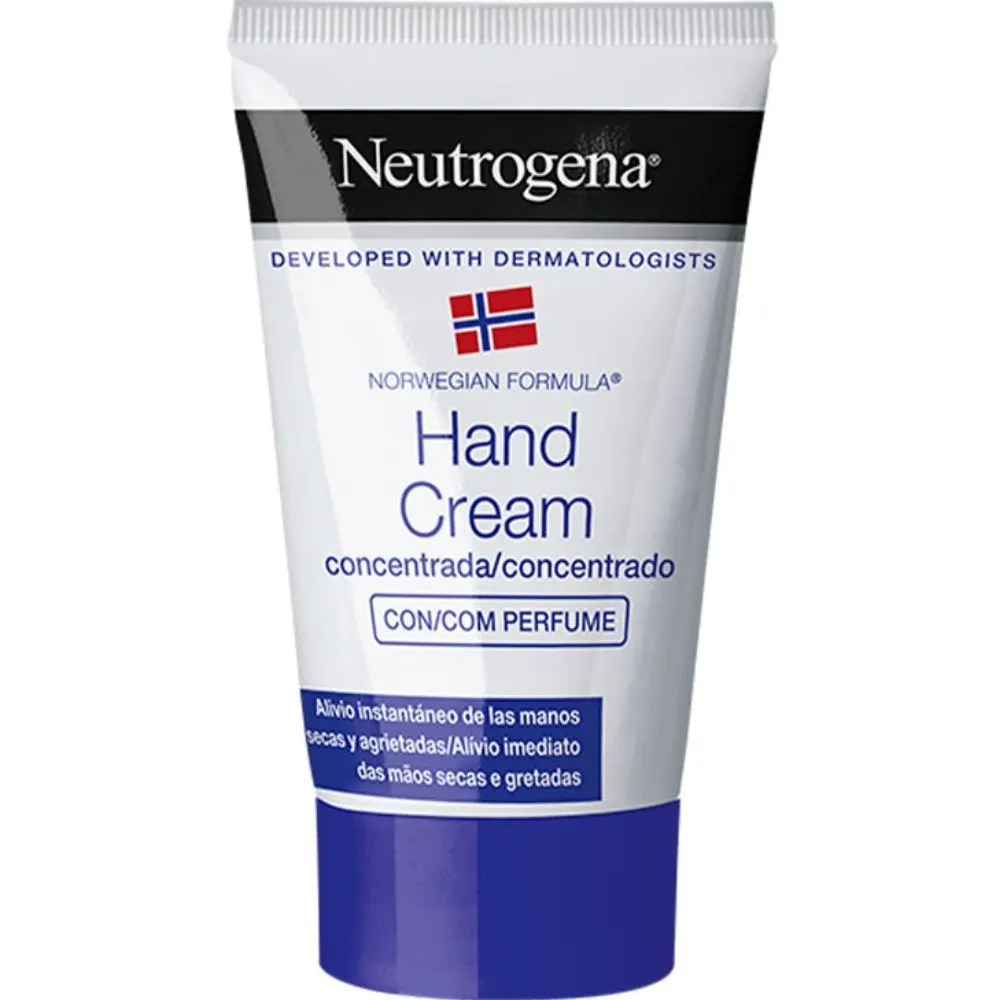 Neutrogena®
DEVELOPED WITH DERMATOLOGISTS
NORWEGIAN FORMULA®
Hand
Cream
concentrada/concentrado
CON/COM PERFUME
Alivio instantáneo de las manos
secas y agrietadas/Alívio imediato
das mãos secas e gretadas